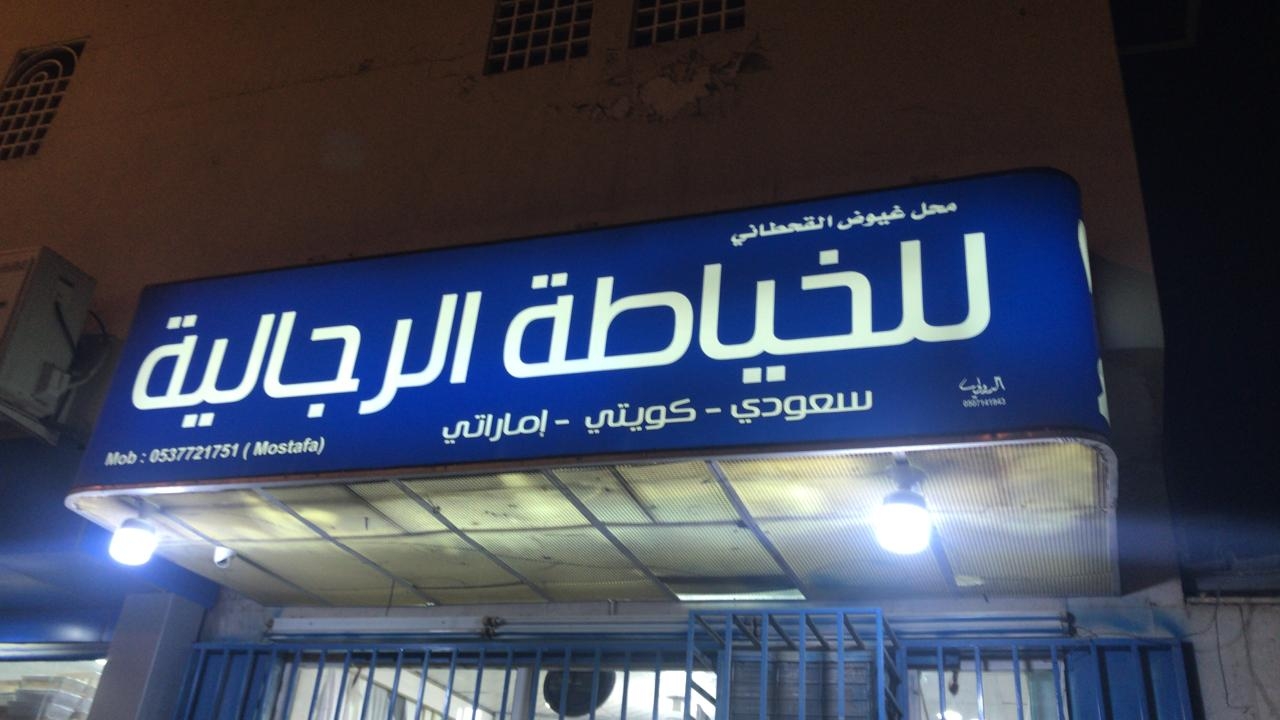 محل غيوض القحطاني
للخياطة الرجالية
سعودي - كويتي - إماراتي
Mob : 0537721751 ( Mostafa)